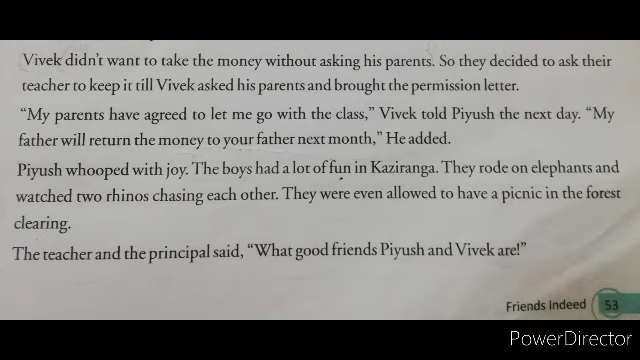 Vivek didn't want to take the money without asking his parents. So they decided to ask their
teacher to keep it till Vivek asked his parents and brought the permission letter.
"My parents have agreed to let me go with the class," Vivek told Piyush the next day. "My
father will return the money to your father next month," He added.
Piyush whooped with joy. The boys had a lot of fun in Kaziranga. They rode on elephants and
watched two rhinos chasing each other. They were even allowed to have a picnic in the forest
clearing.
The teacher and the principal said, "What good friends Piyush and Vivek are!"
Friends Indeed 53
PowerDirector